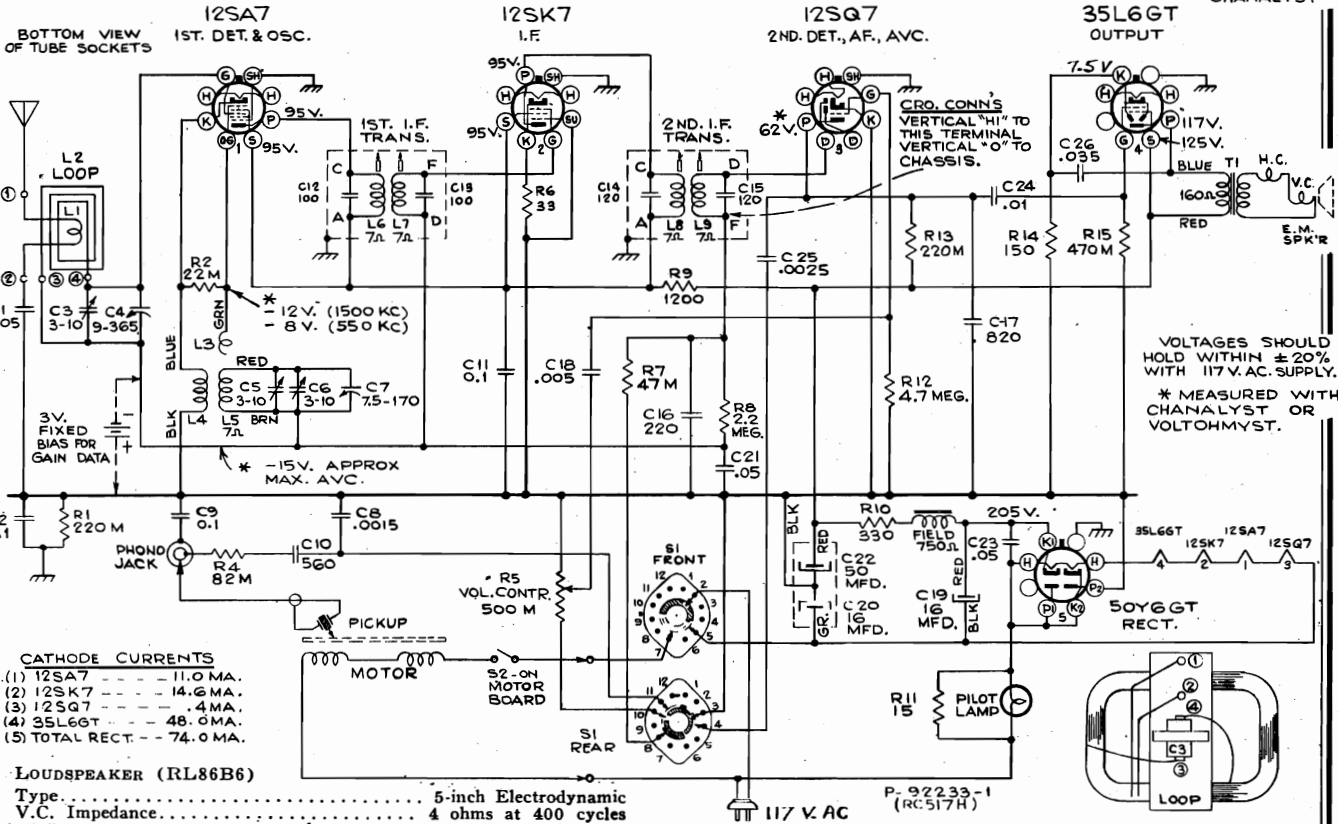 12SA7
1ST. DET. & OSC.
12SK7
I.F.
12SQ7
2ND. DET., AF., AVC.
35L6GT
OUTPUT
BOTTOM VIEW
OF TUBE SOCKETS
95V.
95V.
95V.
95V.
* 62V.
7.5V
117V.
125V.
1ST. I.F.
TRANS.
2ND. I.F.
TRANS.
CRO. CONN'S
VERTICAL "HI" TO
THIS TERMINAL
VERTICAL "O" TO
CHASSIS.
L2
LOOP
L1
C12
100
C13
100
L6
7Ω
L7
7Ω
R6
33
C14
120
C15
120
L8
7Ω
L9
7Ω
C24
.01
C26
.035
BLUE
160Ω
RED
T1
H.C.
V.C.
E.M.
SPK'R
R13
220M
R14
150
R15
470M
C25
.0025
R9
1200
R2
22M
* -12V. (1500 KC)
-8V. (550 KC)
C3
3-10
C4
9-365
GRN
L3
BLUE
RED
BLK
L4
L5
7Ω
BRN
C5
3-10
C6
3-10
C7
7.5-170
C11
0.1
C18
.005
R7
47M
C16
220
R8
2.2
MEG.
R12
4.7 MEG.
C17
820
C21
.05
3V.
FIXED
BIAS FOR
GAIN DATA
* -15V. APPROX
MAX. AVC.
VOLTAGES SHOULD
HOLD WITHIN ±20%
WITH 117V. AC. SUPPLY.
* MEASURED WITH
CHANALYST OR
VOLTOHMYST.
R1
220M
C9
0.1
C8
.0015
PHONO
JACK
R4
82M
C10
560
R5
VOL. CONTR.
500 M
S1
FRONT
BLK
RED
R10
330
FIELD
750Ω
205V.
C23
.05
C22
50
MFD.
C20
16
MFD.
GR.
RED
C19
16
MFD.
BLK
50Y6GT
RECT.
35L6GT
12SK7
12SA7
12SQ7
PICKUP
MOTOR
S2-ON
MOTOR
BOARD
S1
REAR
R11
15
PILOT
LAMP
CATHODE CURRENTS
(1) 12SA7 - - - - 11.0 MA.
(2) 12SK7 - - - - 14.6 MA.
(3) 12SQ7 - - - - .4 MA.
(4) 35L6GT - - - 48.0 MA.
(5) TOTAL RECT. - - 74.0 MA.
LOUDSPEAKER (RL86B6)
Type.................................... 5-inch Electrodynamic
V.C. Impedance.................... 4 ohms at 400 cycles
117 V. AC
P-92233-1
(RC517H)
C3
LOOP